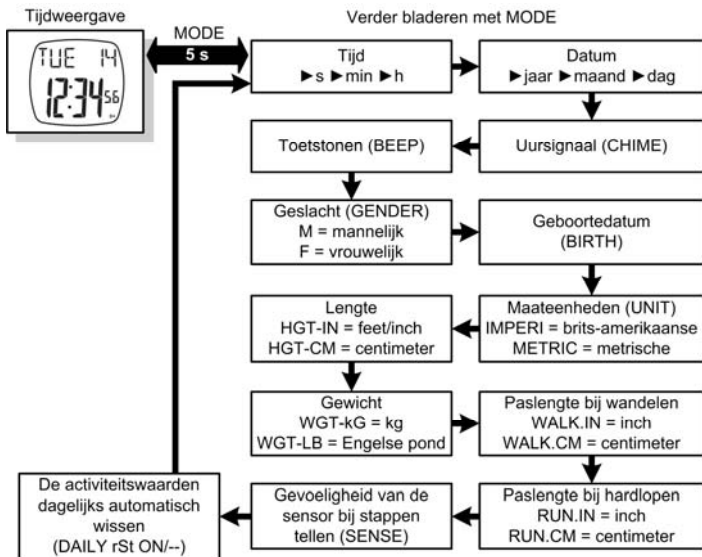 Tijdweergave
Verder bladeren met MODE
MODE
5 s
TUE 14
12:34 56
Tijd
►s ►min ►h
Datum
►jaar ►maand ►dag
Uursignaal (CHIME)
Toetstonen (BEEP)
Geslacht (GENDER)
M = mannelijk
F = vrouwelijk
Geboortedatum
(BIRTH)
Maateenheden (UNIT)
IMPERI = brits-amerikaanse
METRIC = metrische
Lengte
HGT-IN = feet/inch
HGT-CM = centimeter
Gewicht
WGT-kG = kg
WGT-LB = Engelse pond
Paslengte bij wandelen
WALK.IN = inch
WALK.CM = centimeter
Paslengte bij hardlopen
RUN.IN = inch
RUN.CM = centimeter
Gevoeligheid van de
sensor bij stappen
tellen (SENSE)
De activiteitswaarden
dagelijks automatisch
wissen
(DAILY rSt ON/--)